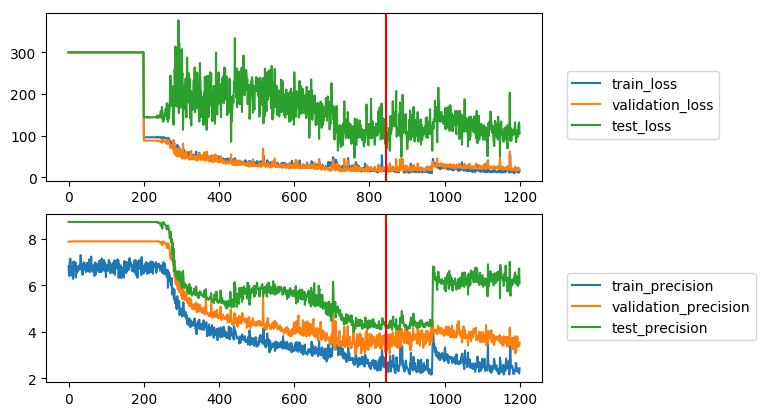 300
200
100
0
0 200 400 600 800 1000 1200
train_loss
validation_loss
test_loss
8
6
4
2
0 200 400 600 800 1000 1200
train_precision
validation_precision
test_precision